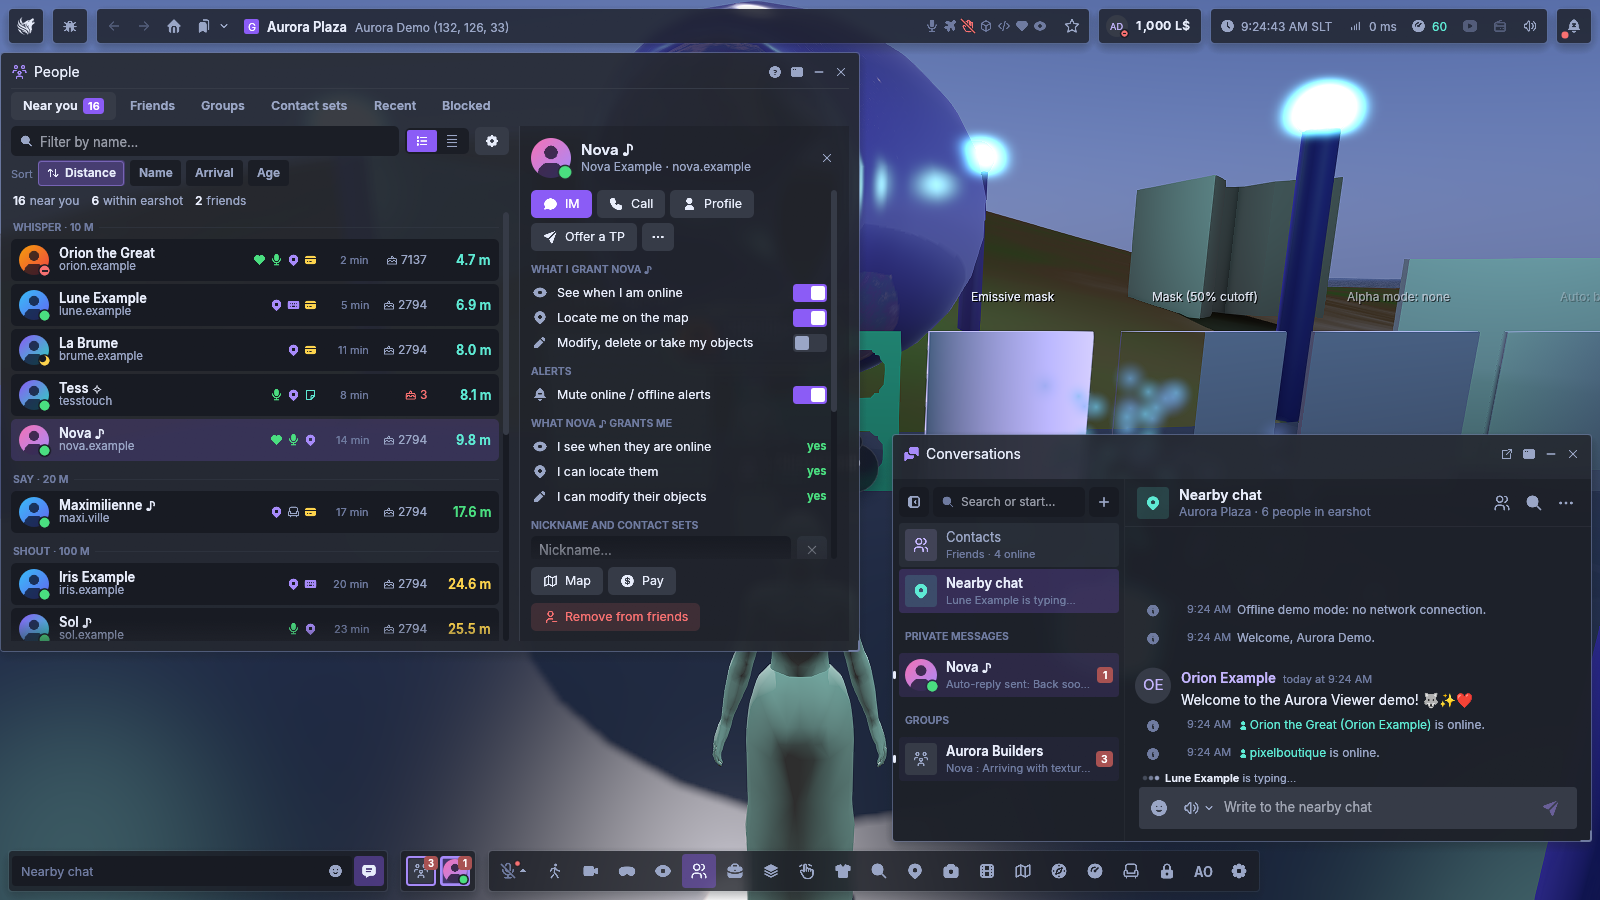 G Aurora Plaza Aurora Demo (132, 126, 33)
AD 1,000 L$
9:24:43 AM SLT 0 ms 60
People
Near you 16 Friends Groups Contact sets Recent Blocked
Filter by name...
Sort Distance Name Arrival Age
16 near you 6 within earshot 2 friends
WHISPER · 10 M
Orion the Great
orion.example
2 min 7137 4.7 m
Lune Example
lune.example
5 min 2794 6.9 m
La Brume
brume.example
11 min 2794 8.0 m
Tess ✧
tesstouch
8 min 3 8.1 m
Nova ♪
nova.example
14 min 2794 9.8 m
SAY · 20 M
Maximilienne ♪
maxi.ville
17 min 2794 17.6 m
SHOUT · 100 M
Iris Example
iris.example
20 min 2794 24.6 m
Sol ♪
sol.example
23 min 2794 25.5 m
Nova ♪
Nova Example · nova.example
IM Call Profile
Offer a TP ...
WHAT I GRANT NOVA ♪
See when I am online
Locate me on the map
Modify, delete or take my objects
ALERTS
Mute online / offline alerts
WHAT NOVA ♪ GRANTS ME
I see when they are online yes
I can locate them yes
I can modify their objects yes
NICKNAME AND CONTACT SETS
Nickname...
Map Pay
Remove from friends
Emissive mask
Mask (50% cutoff)
Alpha mode: none
Auto: b
Conversations
Search or start...
Contacts
Friends · 4 online
Nearby chat
Lune Example is typing...
PRIVATE MESSAGES
Nova ♪
Auto-reply sent: Back soo... 1
GROUPS
Aurora Builders
Nova : Arriving with textur... 3
Nearby chat
Aurora Plaza · 6 people in earshot
9:24 AM Offline demo mode: no network connection.
9:24 AM Welcome, Aurora Demo.
OE Orion Example today at 9:24 AM
Welcome to the Aurora Viewer demo! 🐺✨❤️
9:24 AM Orion the Great (Orion Example) is online.
9:24 AM pixelboutique is online.
Lune Example is typing...
Write to the nearby chat
Nearby chat
3 1
AO